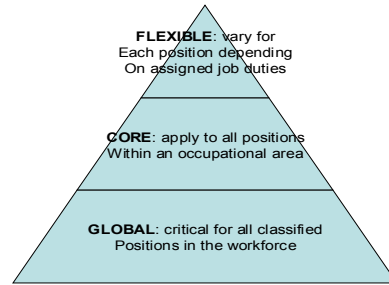 FLEXIBLE: vary for
Each position depending
On assigned job duties
CORE: apply to all positions
Within an occupational area
GLOBAL: critical for all classified
Positions in the workforce